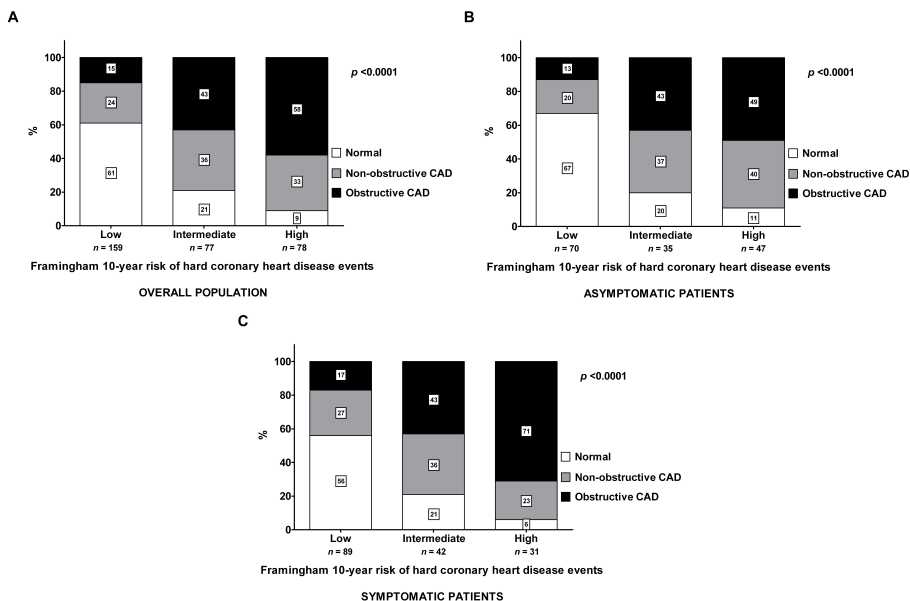 A
100
80
60
40
20
0
%
15
24
61
43
36
21
58
33
9
p <0.0001
Normal
Non-obstructive CAD
Obstructive CAD
Low
Intermediate
High
n = 159
n = 77
n = 78
Framingham 10-year risk of hard coronary heart disease events
OVERALL POPULATION
B
100
80
60
40
20
0
%
13
20
67
43
37
20
49
40
11
p <0.0001
Normal
Non-obstructive CAD
Obstructive CAD
Low
Intermediate
High
n = 70
n = 35
n = 47
Framingham 10-year risk of hard coronary heart disease events
ASYMPTOMATIC PATIENTS
C
100
80
60
40
20
0
%
17
27
56
43
36
21
71
23
6
p <0.0001
Normal
Non-obstructive CAD
Obstructive CAD
Low
Intermediate
High
n = 89
n = 42
n = 31
Framingham 10-year risk of hard coronary heart disease events
SYMPTOMATIC PATIENTS